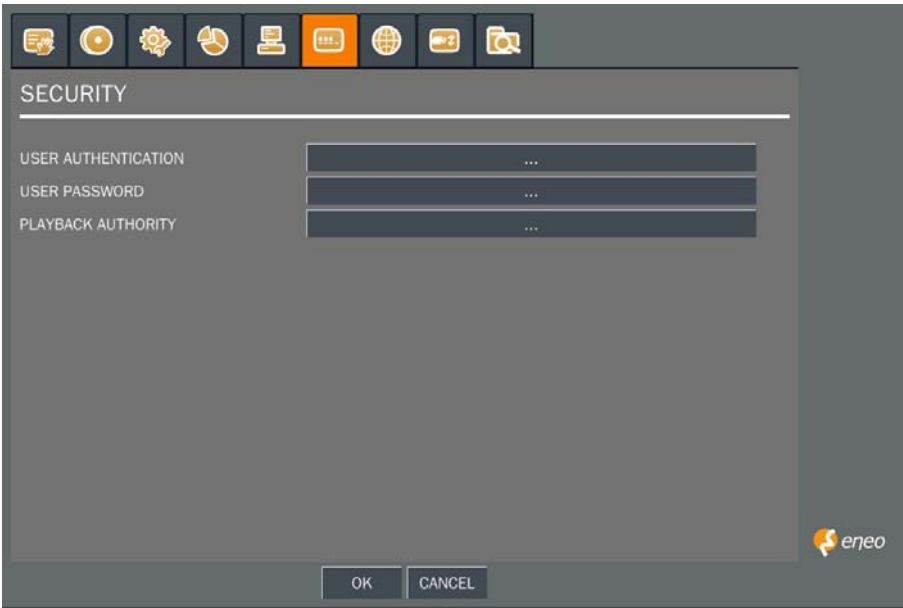 SECURITY
USER AUTHENTICATION ...
USER PASSWORD ...
PLAYBACK AUTHORITY ...
eneo
OK CANCEL